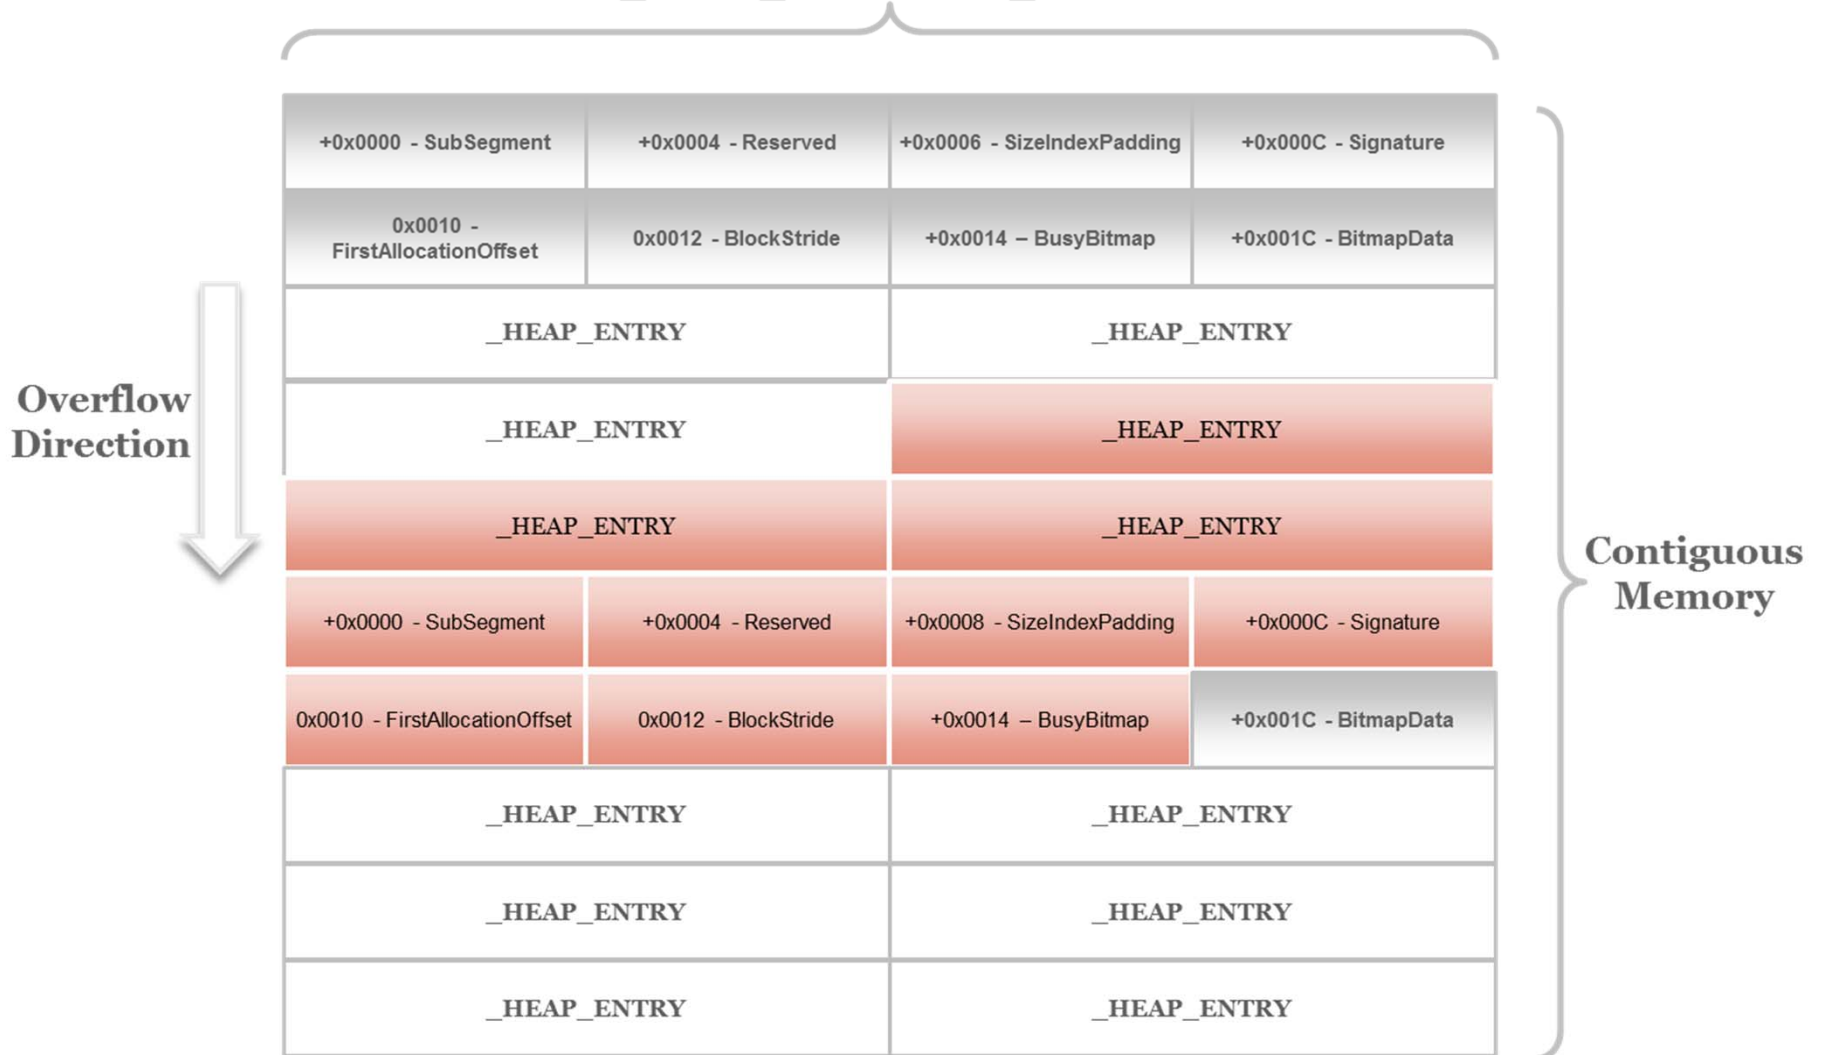 +0x0000 - SubSegment
+0x0004 - Reserved
+0x0006 - SizeIndexPadding
+0x000C - Signature
0x0010 -
FirstAllocationOffset
0x0012 - BlockStride
+0x0014 – BusyBitmap
+0x001C - BitmapData
_HEAP_ENTRY
_HEAP_ENTRY
Overflow
Direction
_HEAP_ENTRY
_HEAP_ENTRY
_HEAP_ENTRY
_HEAP_ENTRY
Contiguous
Memory
+0x0000 - SubSegment
+0x0004 - Reserved
+0x0008 - SizeIndexPadding
+0x000C - Signature
0x0010 - FirstAllocationOffset
0x0012 - BlockStride
+0x0014 – BusyBitmap
+0x001C - BitmapData
_HEAP_ENTRY
_HEAP_ENTRY
_HEAP_ENTRY
_HEAP_ENTRY
_HEAP_ENTRY
_HEAP_ENTRY